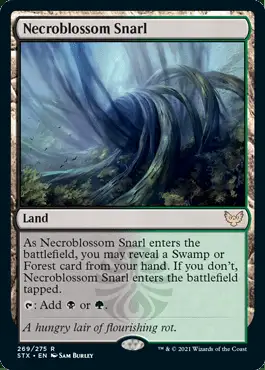 Necroblossom Snarl
Land
As Necroblossom Snarl enters the
battlefield, you may reveal a Swamp or
Forest card from your hand. If you don't,
Necroblossom Snarl enters the battlefield
tapped.
: Add or .
A hungry lair of flourishing rot.
269/275 R
STX • EN SAM BURLEY
™ & © 2021 Wizards of the Coast